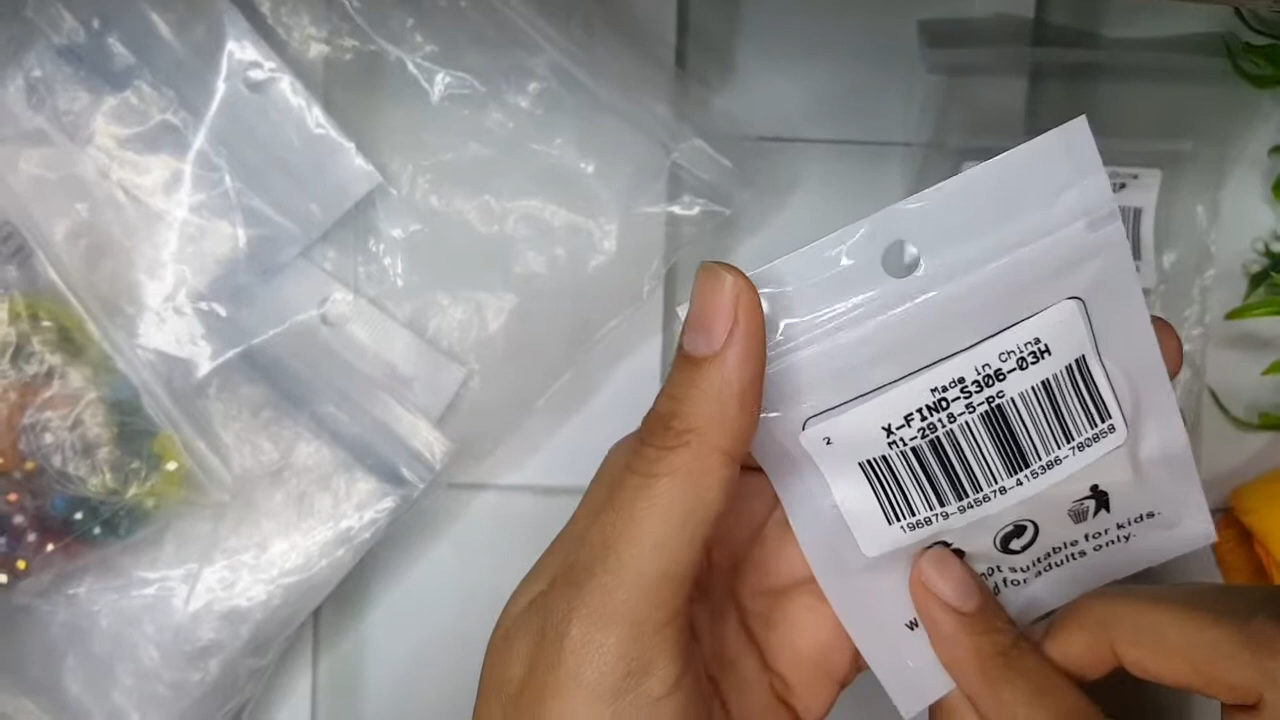 Made in China
X-FIND-S306-03H
M1-2918-5-pc
2
196879-945678-415386-780858
not suitable for kids.
for adults only.